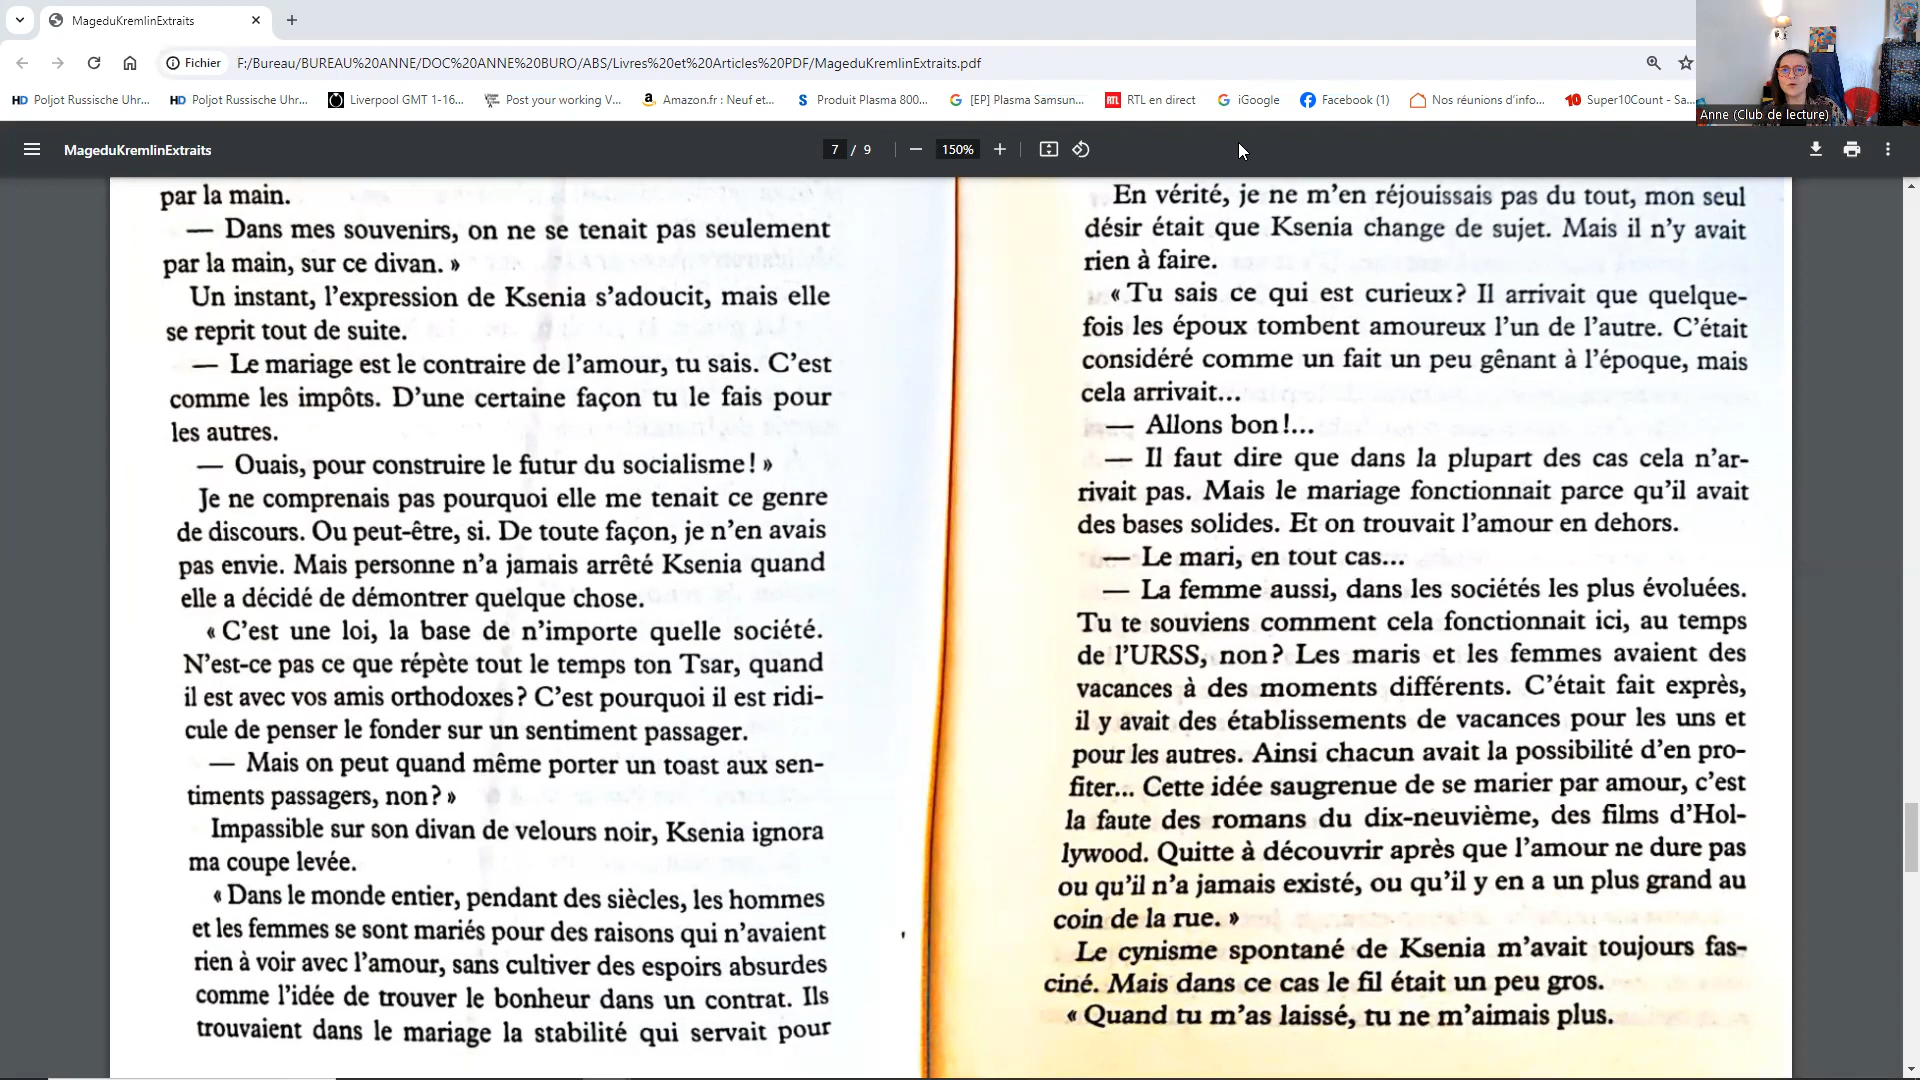 MageduKremlinExtraits
Fichier
F:/Bureau/BUREAU%20ANNE/DOC%20ANNE%20BURO/ABS/Livres%20et%20Articles%20PDF/MageduKremlinExtraits.pdf
HD Poljot Russische Uhr...
HD Poljot Russische Uhr...
Liverpool GMT 1-16...
Post your working V...
Amazon.fr : Neuf et...
Produit Plasma 800...
[EP] Plasma Samsun...
RTL en direct
iGoogle
Facebook (1)
Nos réunions d'info...
10 Super10Count - Sa...
Anne (Club de lecture)
MageduKremlinExtraits
7 / 9
150%
par la main.
— Dans mes souvenirs, on ne se tenait pas seulement
par la main, sur ce divan. »
Un instant, l'expression de Ksenia s'adoucit, mais elle
se reprit tout de suite.
— Le mariage est le contraire de l'amour, tu sais. C'est
comme les impôts. D'une certaine façon tu le fais pour
les autres.
— Ouais, pour construire le futur du socialisme ! »
Je ne comprenais pas pourquoi elle me tenait ce genre
de discours. Ou peut-être, si. De toute façon, je n'en avais
pas envie. Mais personne n'a jamais arrêté Ksenia quand
elle a décidé de démontrer quelque chose.
« C'est une loi, la base de n'importe quelle société.
N'est-ce pas ce que répète tout le temps ton Tsar, quand
il est avec vos amis orthodoxes ? C'est pourquoi il est ridi-
cule de penser le fonder sur un sentiment passager.
— Mais on peut quand même porter un toast aux sen-
timents passagers, non ? »
Impassible sur son divan de velours noir, Ksenia ignora
ma coupe levée.
« Dans le monde entier, pendant des siècles, les hommes
et les femmes se sont mariés pour des raisons qui n'avaient
rien à voir avec l'amour, sans cultiver des espoirs absurdes
comme l'idée de trouver le bonheur dans un contrat. Ils
trouvaient dans le mariage la stabilité qui servait pour
En vérité, je ne m'en réjouissais pas du tout, mon seul
désir était que Ksenia change de sujet. Mais il n'y avait
rien à faire.
« Tu sais ce qui est curieux ? Il arrivait que quelque-
fois les époux tombent amoureux l'un de l'autre. C'était
considéré comme un fait un peu gênant à l'époque, mais
cela arrivait...
— Allons bon !...
— Il faut dire que dans la plupart des cas cela n'ar-
rivait pas. Mais le mariage fonctionnait parce qu'il avait
des bases solides. Et on trouvait l'amour en dehors.
— Le mari, en tout cas...
— La femme aussi, dans les sociétés les plus évoluées.
Tu te souviens comment cela fonctionnait ici, au temps
de l'URSS, non ? Les maris et les femmes avaient des
vacances à des moments différents. C'était fait exprès,
il y avait des établissements de vacances pour les uns et
pour les autres. Ainsi chacun avait la possibilité d'en pro-
fiter... Cette idée saugrenue de se marier par amour, c'est
la faute des romans du dix-neuvième, des films d'Hol-
lywood. Quitte à découvrir après que l'amour ne dure pas
ou qu'il n'a jamais existé, ou qu'il y en a un plus grand au
coin de la rue. »
Le cynisme spontané de Ksenia m'avait toujours fas-
ciné. Mais dans ce cas le fil était un peu gros.
« Quand tu m'as laissé, tu ne m'aimais plus.